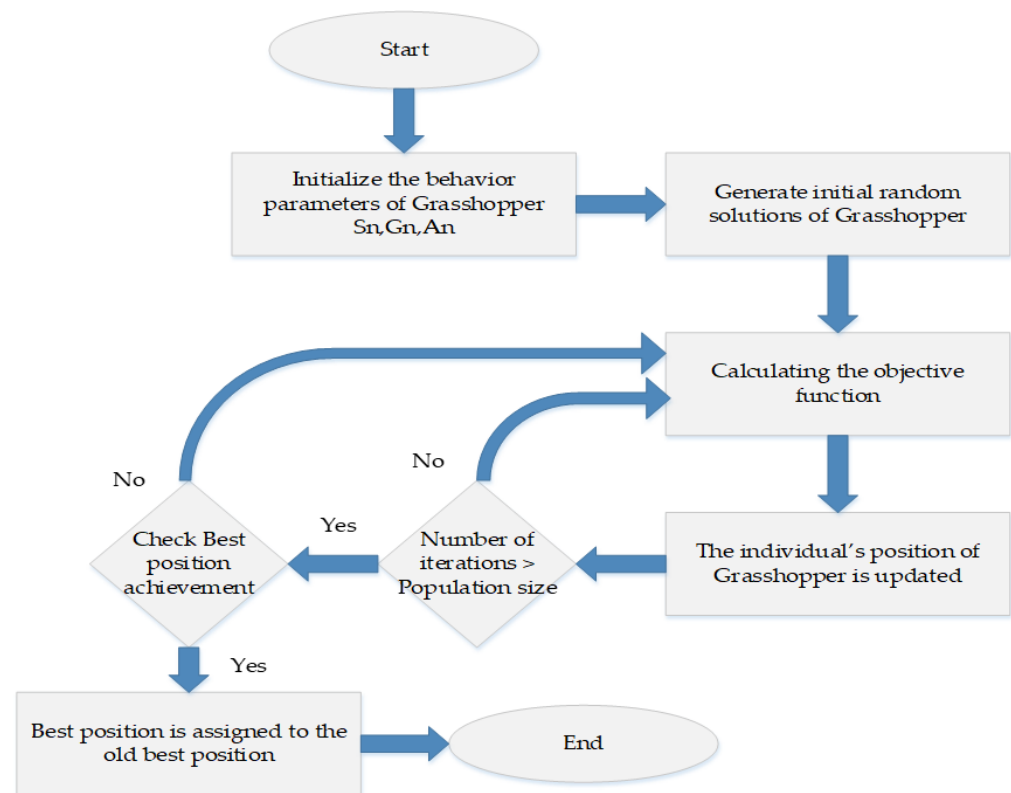 Start
Initialize the behavior
parameters of Grasshopper
Sn,Gn,An
Generate initial random
solutions of Grasshopper
Calculating the objective
function
The individual's position of
Grasshopper is updated
No
Number of
iterrions >
Population size
Yes
No
Check Best
position
achievement
Yes
Best position is assigned to the
old best position
End